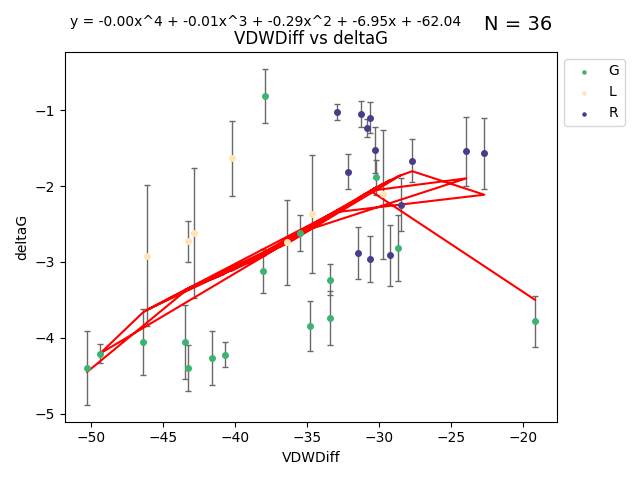 y = -0.00x^4 + -0.01x^3 + -0.29x^2 + -6.95x + -62.04
N = 36
VDWDiff vs deltaG
G
L
R
deltaG
−1
−2
−3
−4
−5
−50
−45
−40
−35
−30
−25
−20
VDWDiff